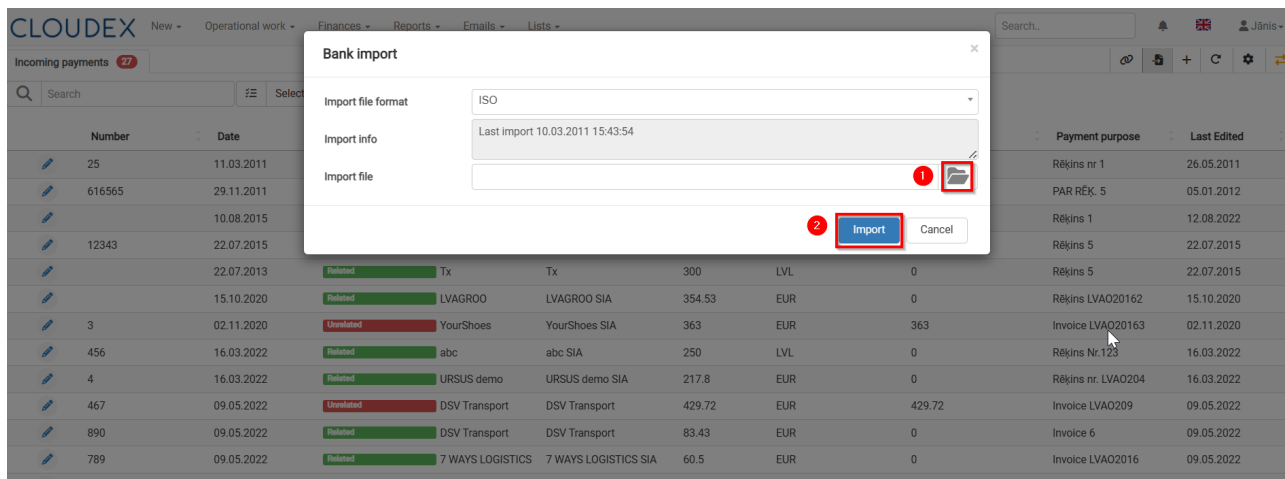 CLOUDEX New Operational work Finances Reports Emails Lists Search.. Jānis
Incoming payments 27
Bank import ×
Search Select
Import file format ISO
Import info Last import 10.03.2011 15:43:54
Import file 1
2 Import Cancel
Number Date Payment purpose Last Edited
25 11.03.2011 Rēķins nr 1 26.05.2011
616565 29.11.2011 PAR RĒĶ. 5 05.01.2012
10.08.2015 Rēķins 1 12.08.2022
12343 22.07.2015 Rēķins 5 22.07.2015
22.07.2013 Related Tx Tx 300 LVL 0 Rēķins 5 22.07.2015
15.10.2020 Related LVAGROO LVAGROO SIA 354.53 EUR 0 Rēķins LVAO20162 15.10.2020
3 02.11.2020 Unrelated YourShoes YourShoes SIA 363 EUR 363 Invoice LVAO20163 02.11.2020
456 16.03.2022 Related abc abc SIA 250 LVL 0 Rēķins Nr.123 16.03.2022
4 16.03.2022 Related URSUS demo URSUS demo SIA 217.8 EUR 0 Rēķins nr. LVAO204 16.03.2022
467 09.05.2022 Unrelated DSV Transport DSV Transport 429.72 EUR 429.72 Invoice LVAO209 09.05.2022
890 09.05.2022 Related DSV Transport DSV Transport 83.43 EUR 0 Invoice 6 09.05.2022
789 09.05.2022 Related 7 WAYS LOGISTICS 7 WAYS LOGISTICS SIA 60.5 EUR 0 Invoice LVAO2016 09.05.2022